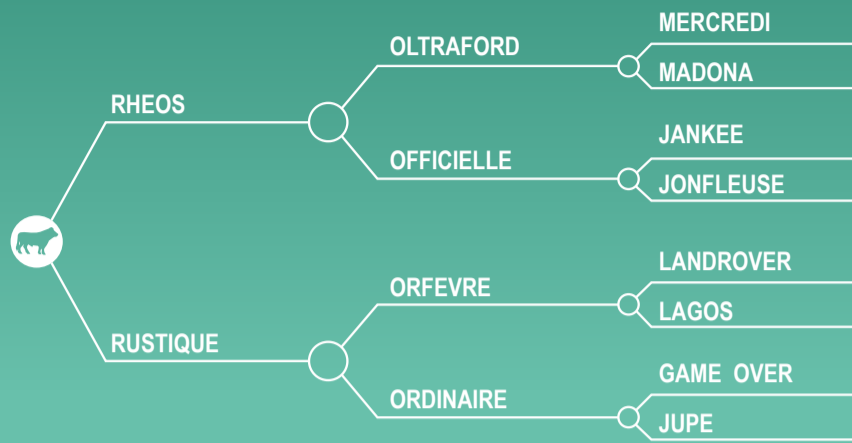 MERCREDI
OLTRAFORD
MADONA
RHEOS
JANKEE
OFFICIELLE
JONFLEUSE
LANDROVER
ORFEVRE
LAGOS
RUSTIQUE
GAME OVER
ORDINAIRE
JUPE